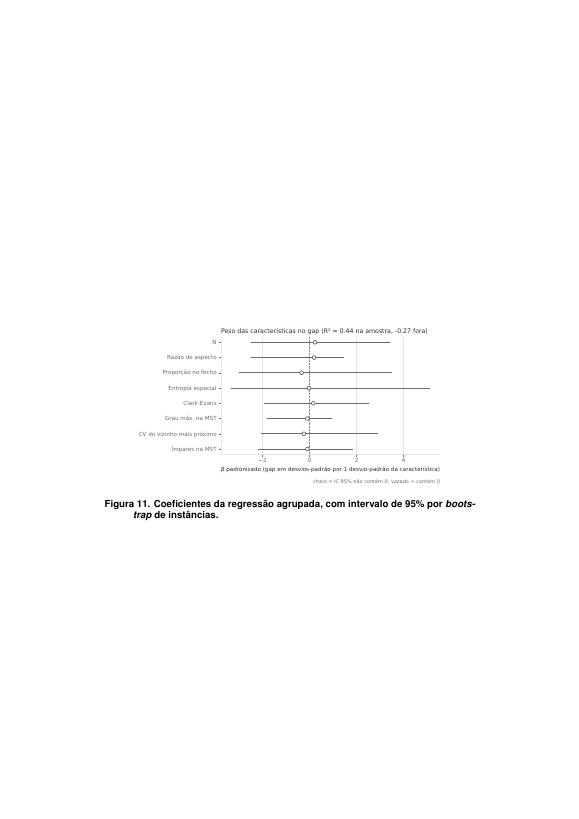 Peso das características no gap (R² = 0.44 na amostra, -0.27 fora)
N
Razão de aspecto
Proporção no fecho
Entropia espacial
Clark-Evans
Grau máx. na MST
CV do vizinho mais próximo
Ímpares na MST
−2 0 2 4
β padronizado (gap em desvios-padrão por 1 desvio-padrão da característica)
cheio = IC 95% não contém 0; vazado = contém 0
Figura 11. Coeficientes da regressão agrupada, com intervalo de 95% por boots-
trap de instâncias.